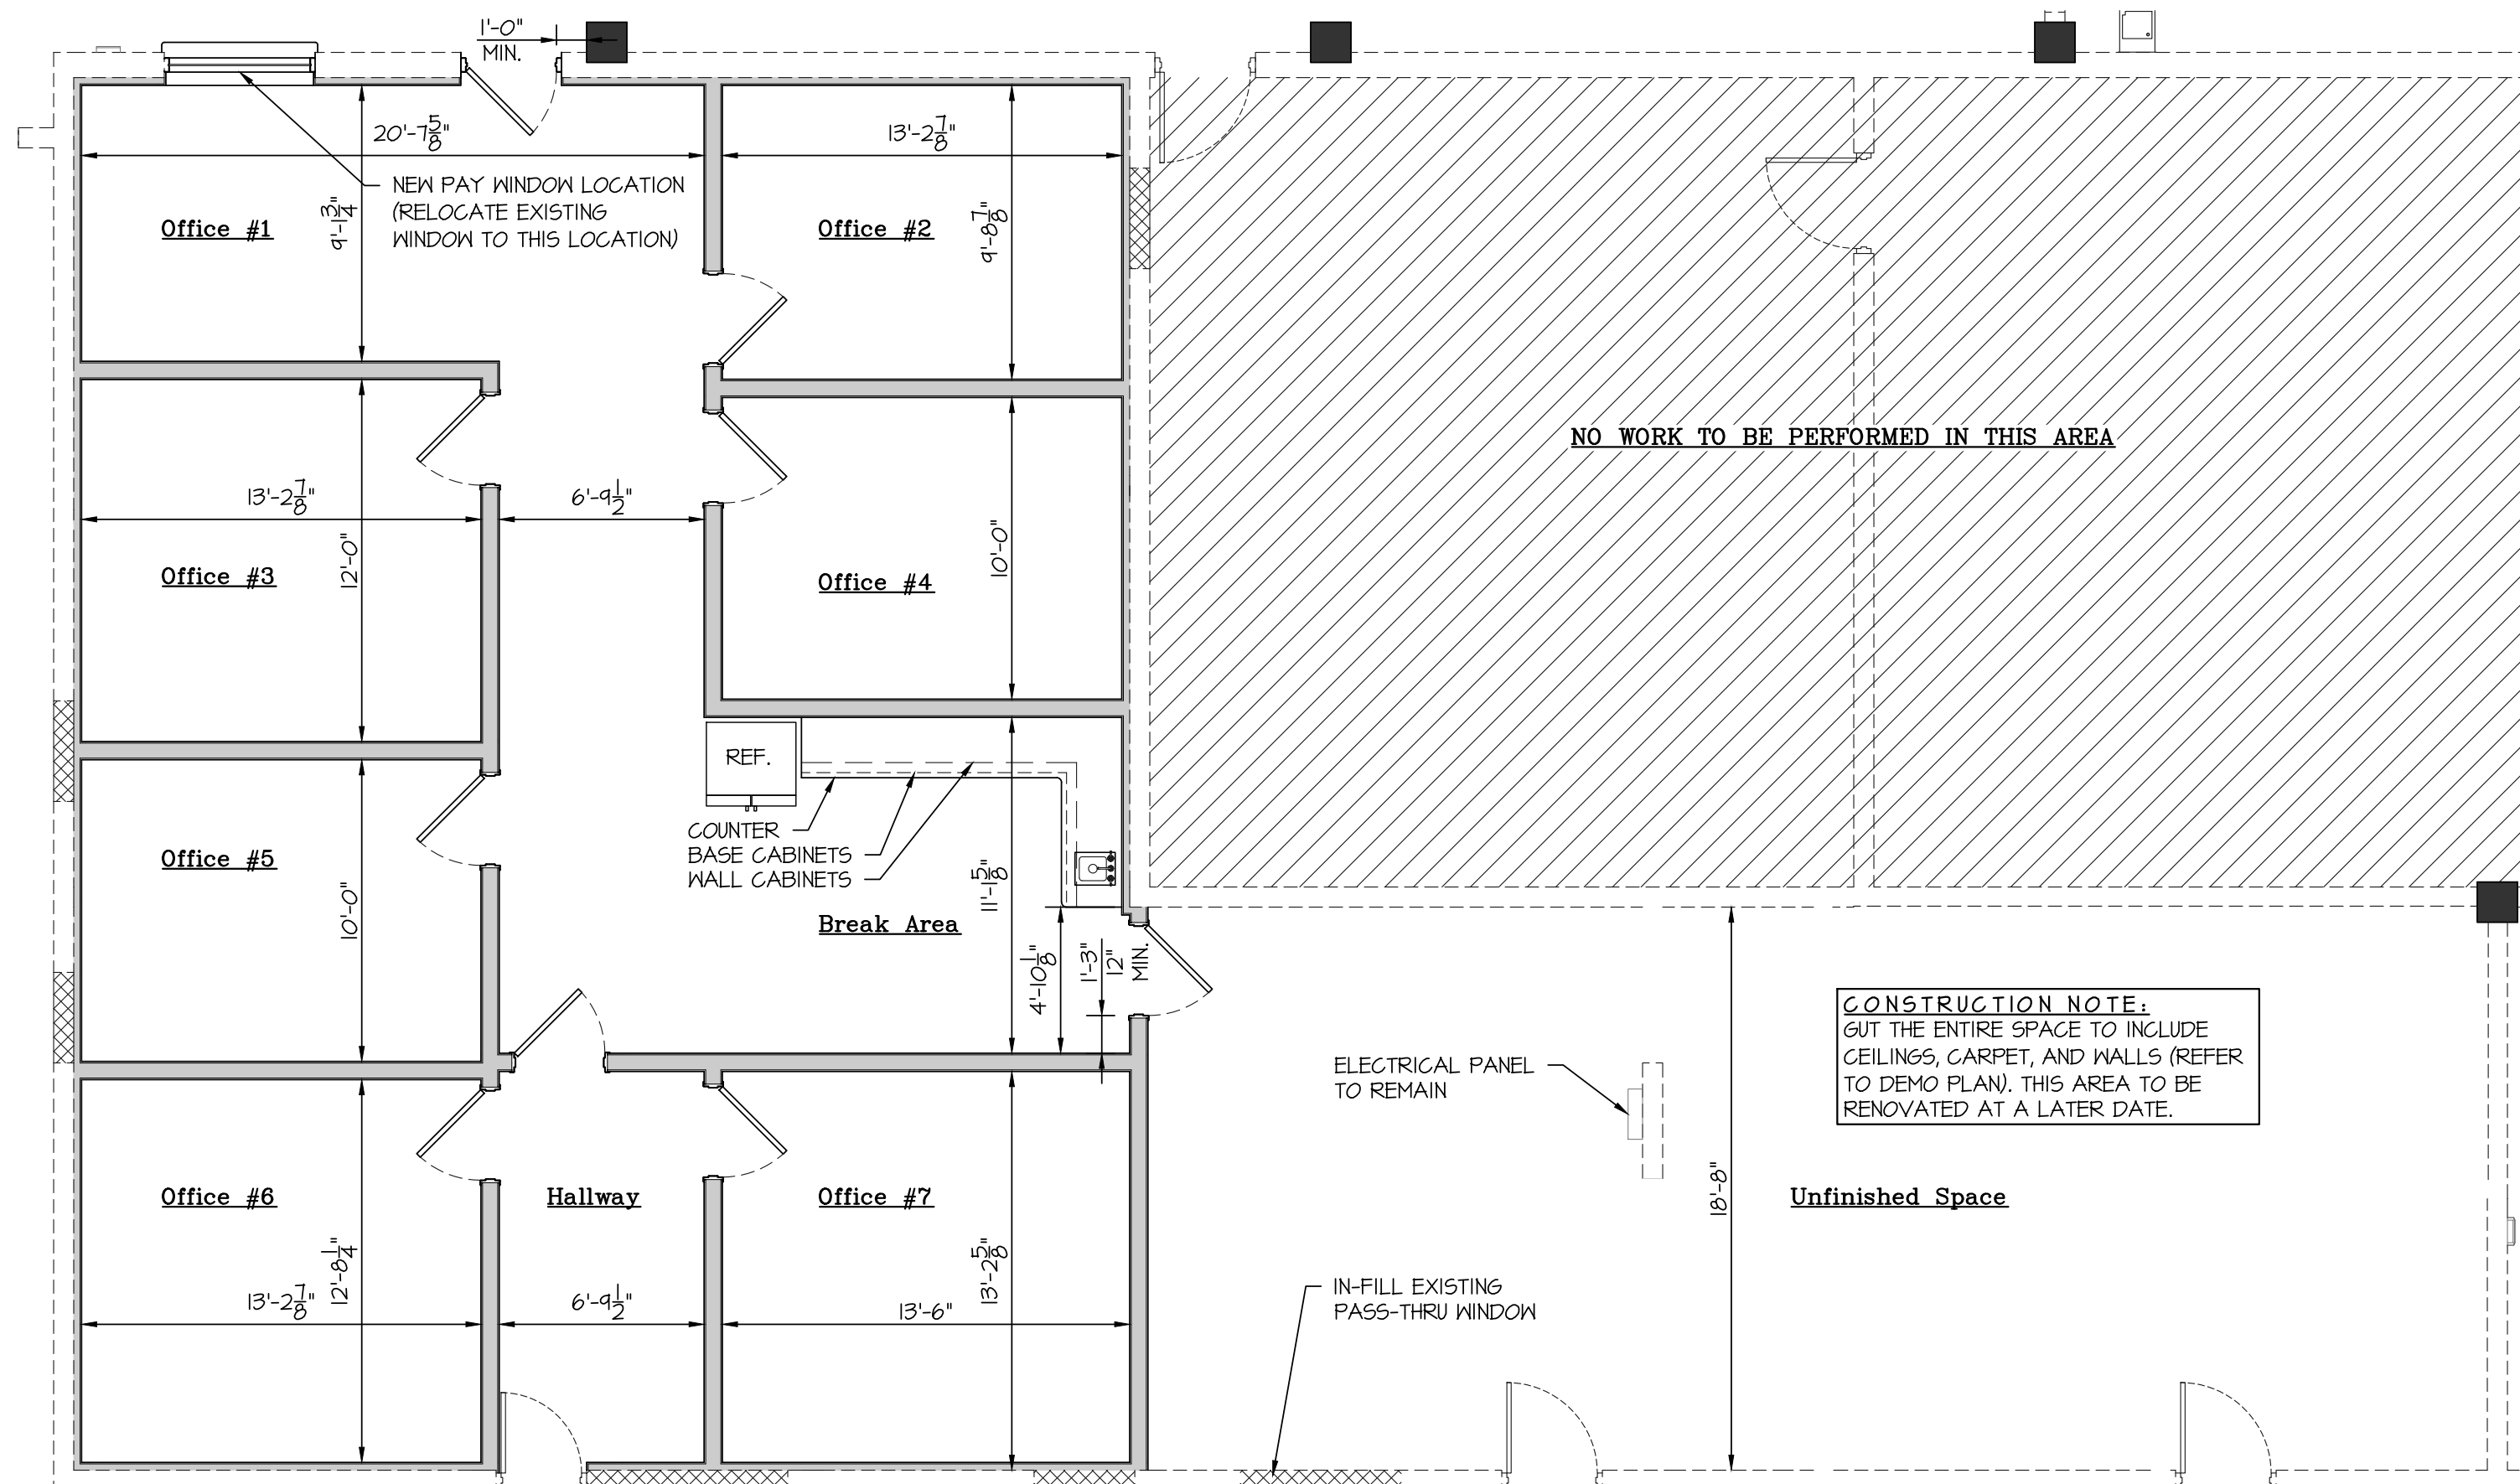 1'-0"
MIN.
20'-7 5/8"
13'-2 7/8"
NEW PAY WINDOW LOCATION
(RELOCATE EXISTING
WINDOW TO THIS LOCATION)
Office #1
9'-1 3/4"
Office #2
9'-8 7/8"
NO WORK TO BE PERFORMED IN THIS AREA
13'-2 7/8"
6'-9 1/2"
Office #3
12'-0"
Office #4
10'-0"
REF.
COUNTER
BASE CABINETS
WALL CABINETS
Office #5
10'-0"
11'-1 5/8"
Break Area
4'-10 1/8"
1'-3"
12"
MIN.
CONSTRUCTION NOTE:
GUT THE ENTIRE SPACE TO INCLUDE
CEILINGS, CARPET, AND WALLS (REFER
TO DEMO PLAN). THIS AREA TO BE
RENOVATED AT A LATER DATE.
ELECTRICAL PANEL
TO REMAIN
Office #6
Hallway
Office #7
18'-8"
Unfinished Space
12'-8 1/4"
13'-2 5/8"
13'-2 7/8"
6'-9 1/2"
13'-6"
IN-FILL EXISTING
PASS-THRU WINDOW